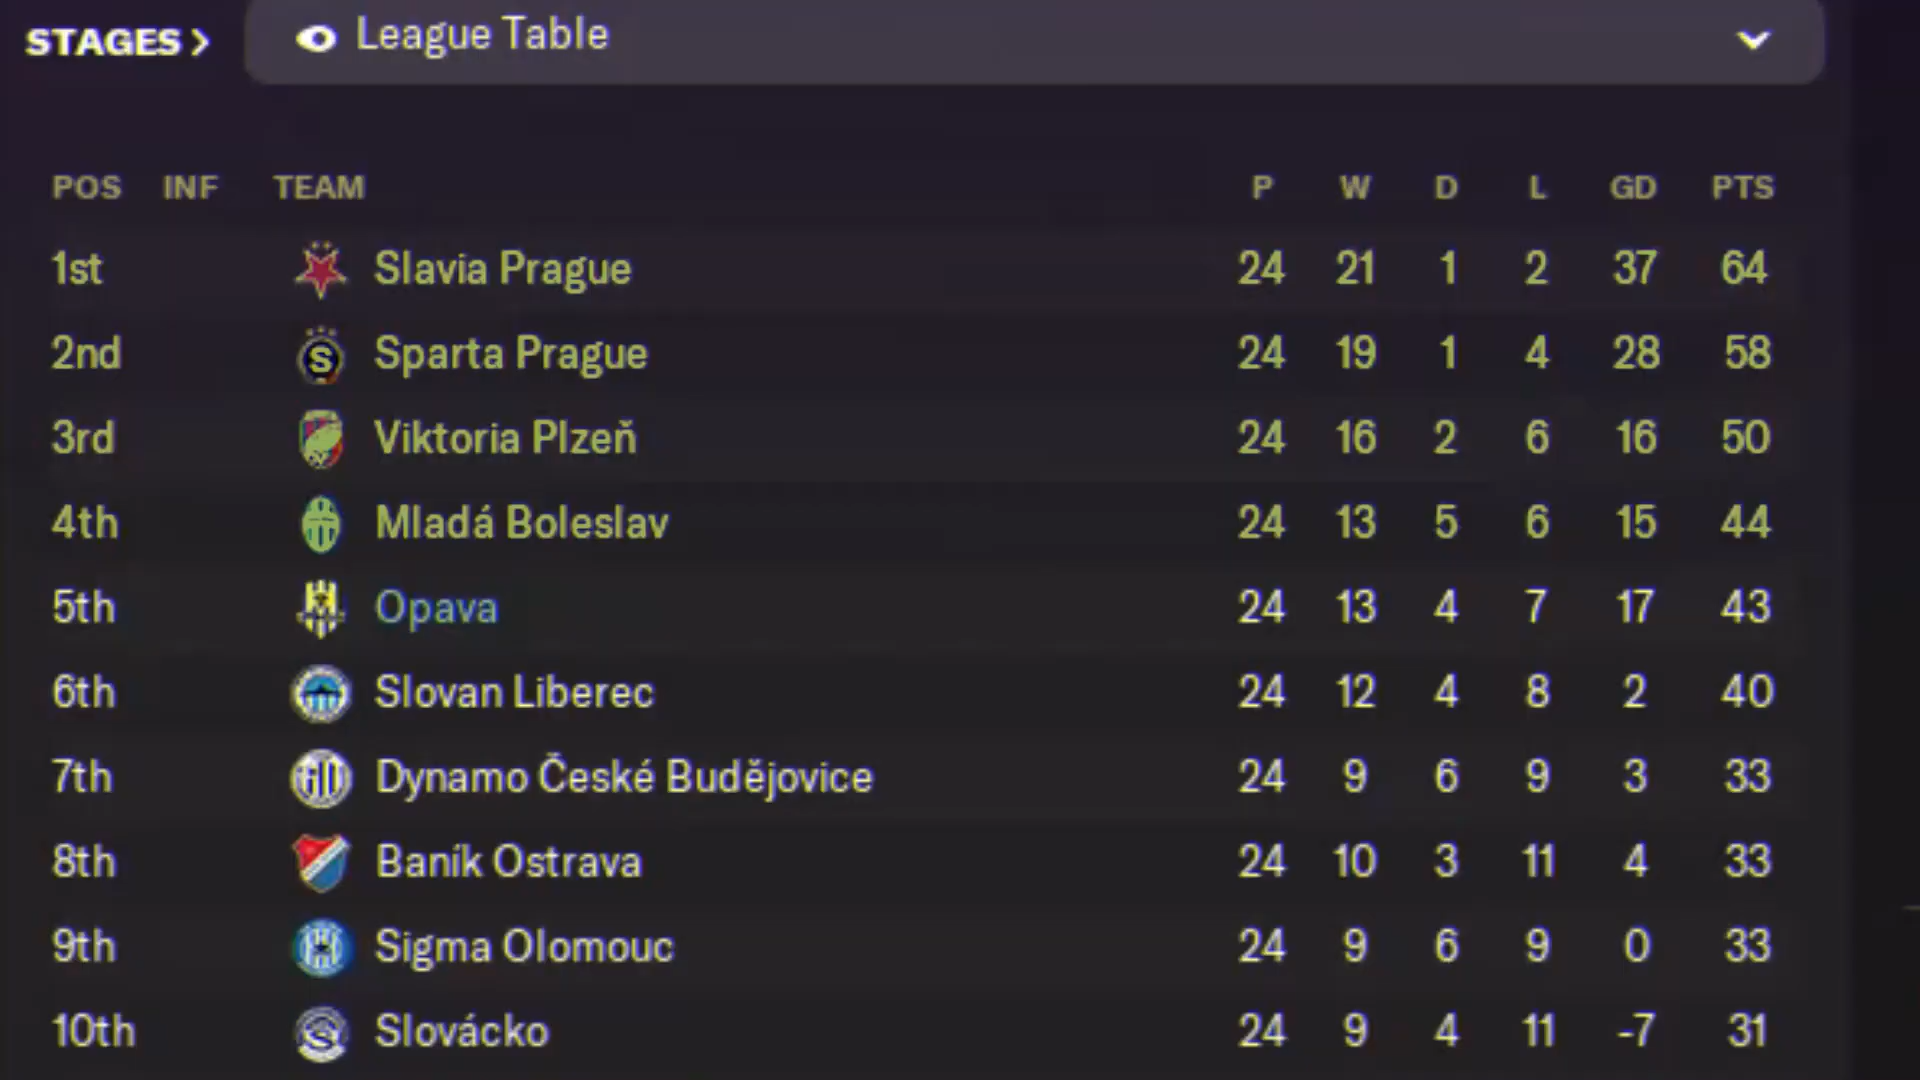 STAGES > League Table
POS INF TEAM P W D L GD PTS
1st Slavia Prague 24 21 1 2 37 64
2nd Sparta Prague 24 19 1 4 28 58
3rd Viktoria Plzeň 24 16 2 6 16 50
4th Mladá Boleslav 24 13 5 6 15 44
5th Opava 24 13 4 7 17 43
6th Slovan Liberec 24 12 4 8 2 40
7th Dynamo České Budějovice 24 9 6 9 3 33
8th Baník Ostrava 24 10 3 11 4 33
9th Sigma Olomouc 24 9 6 9 0 33
10th Slovácko 24 9 4 11 -7 31